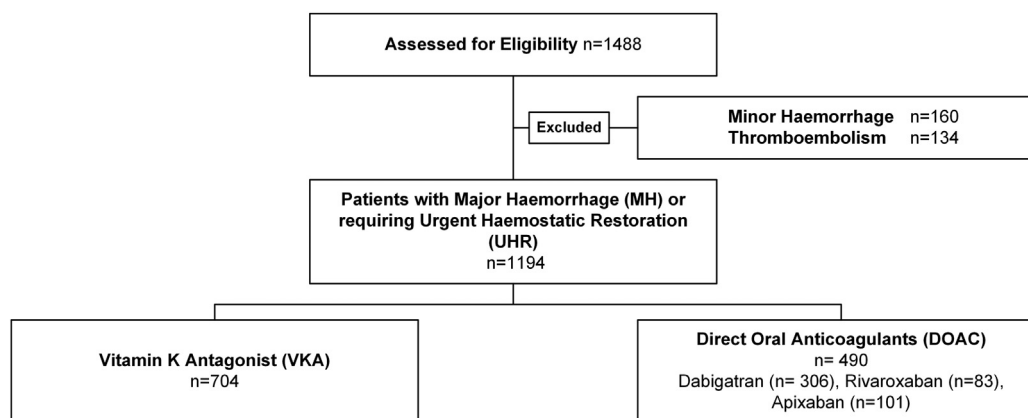 Assessed for Eligibility n=1488
Excluded
Minor Haemorrhage n=160
Thromboembolism n=134
Patients with Major Haemorrhage (MH) or
requiring Urgent Haemostatic Restoration
(UHR)
n=1194
Vitamin K Antagonist (VKA)
n=704
Direct Oral Anticoagulants (DOAC)
n= 490
Dabigatran (n= 306), Rivaroxaban (n=83),
Apixaban (n=101)